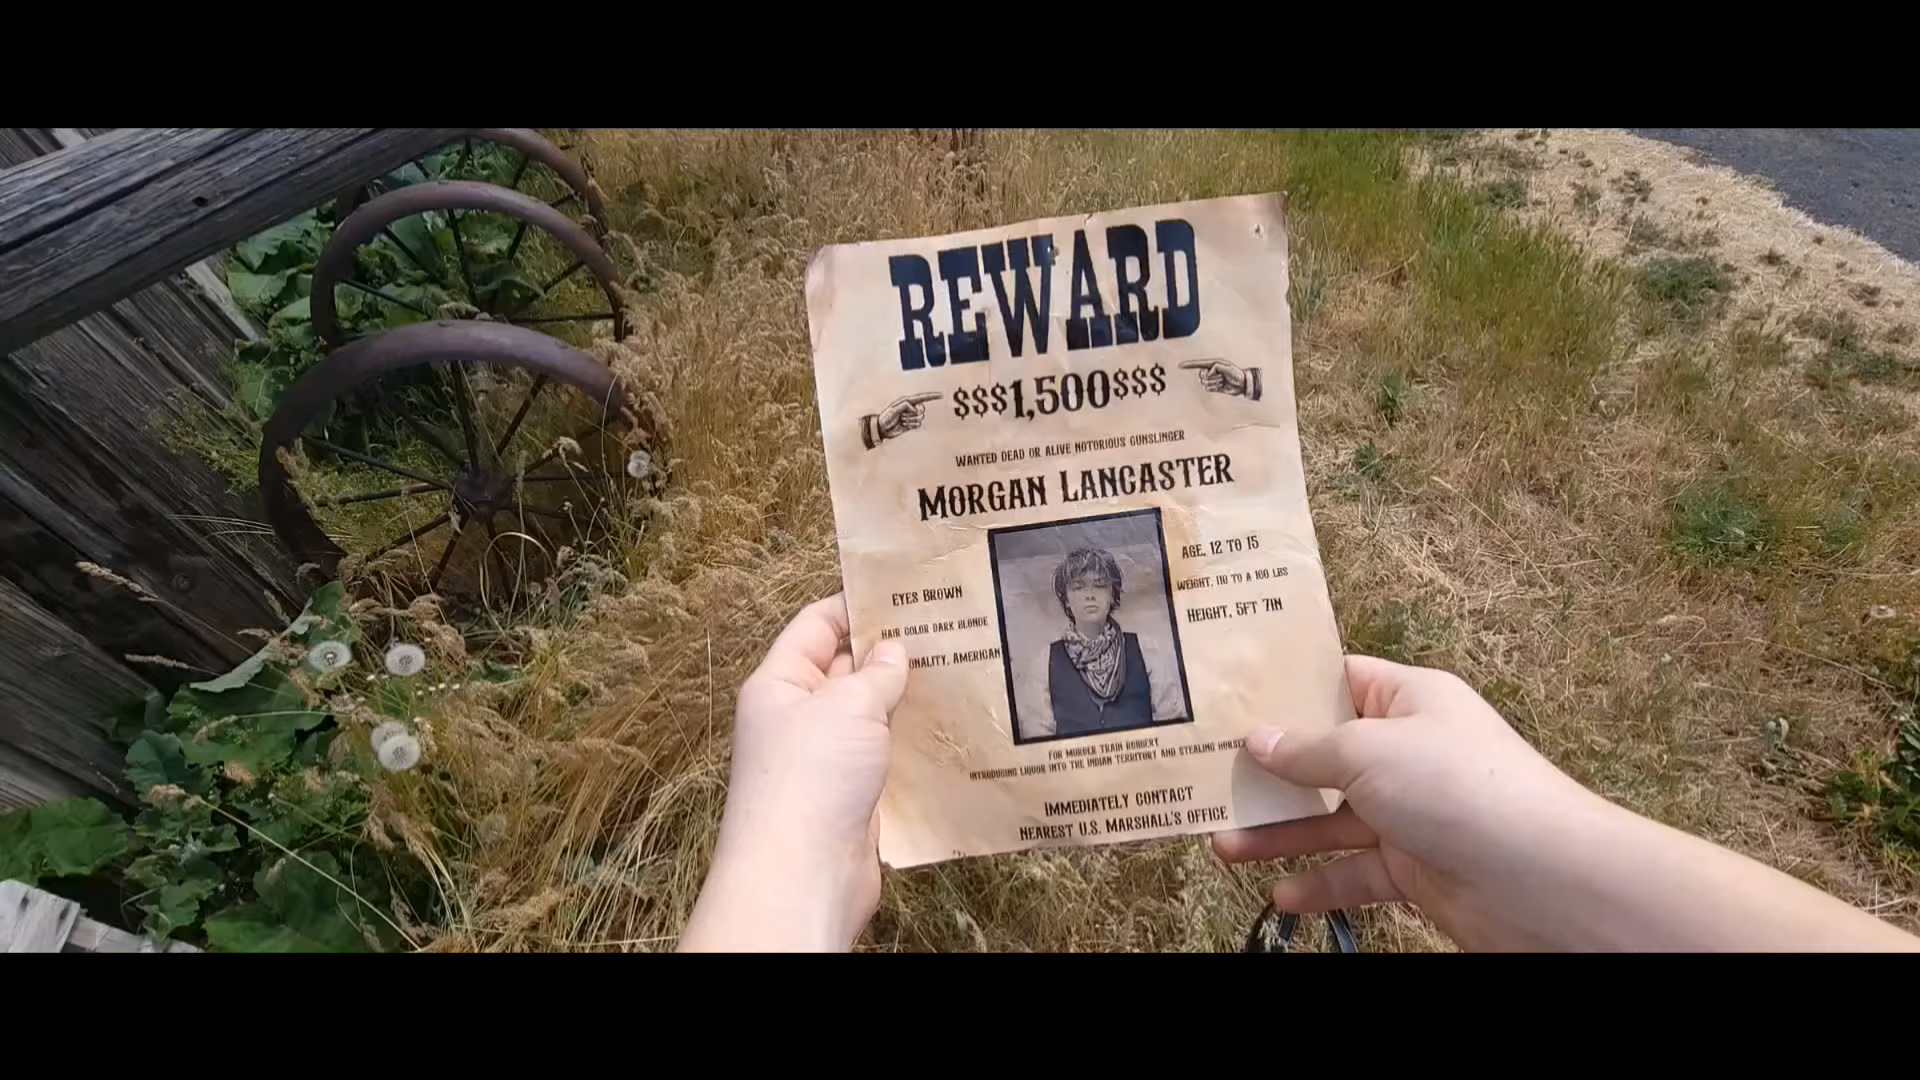 REWARD
$$$1,500$$$
WANTED DEAD OR ALIVE NOTORIOUS GUNSLINGER
MORGAN LANCASTER
AGE, 12 TO 15
WEIGHT, 110 TO A 160 LBS
HEIGHT, 5FT 7IN
EYES BROWN
HAIR COLOR DARK BLONDE
ONALITY, AMERICAN
FOR MURDER TRAIN ROBBERY
INTRODUCING LIQUOR INTO THE INDIAN TERRITORY AND STEALING HORSES
IMMEDIATELY CONTACT
NEAREST U.S. MARSHALL'S OFFICE